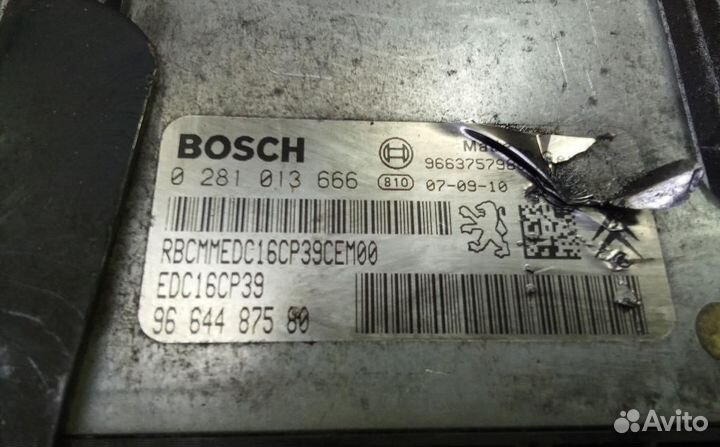 BOSCH
0 281 013 666
810 07-09-10
RBCMMEDC16CP39CEM00
EDC16CP39
96 644 875 80
Avito